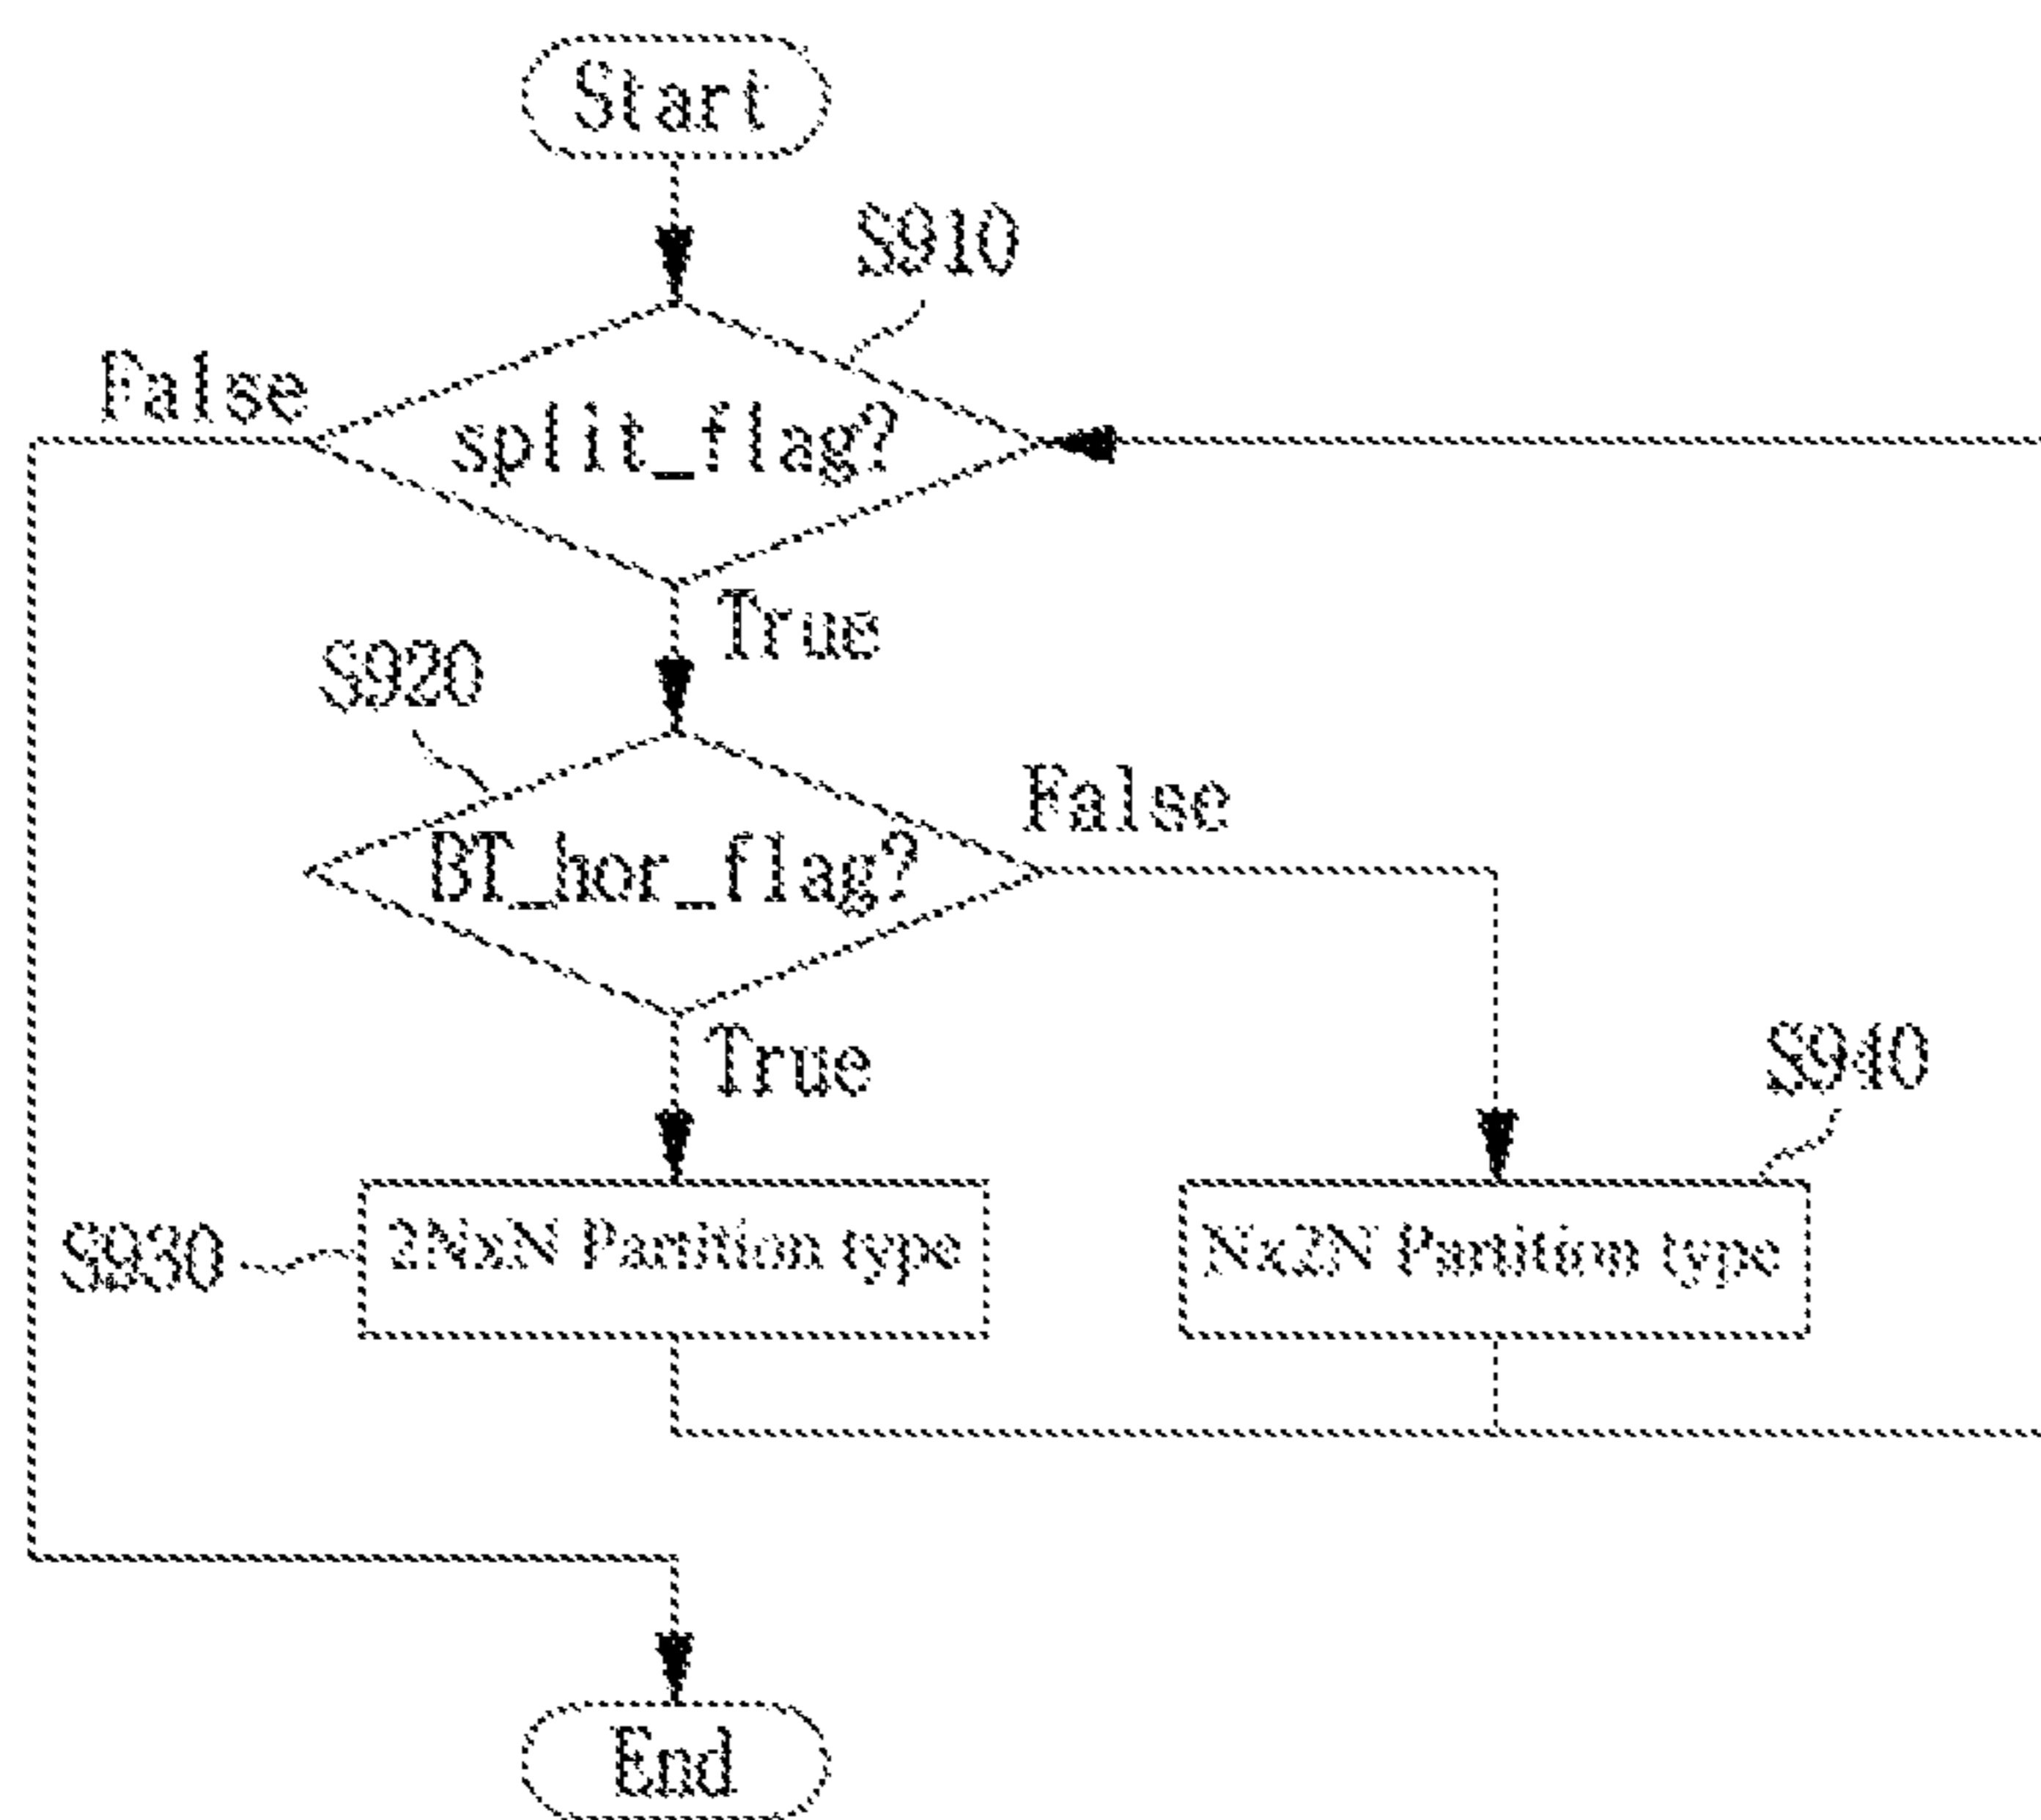 Start
S910
False
split_flag?
True
S920
False
BT_hor_flag?
True
S940
S930
2NxN Partition type
Nx2N Partition type
End